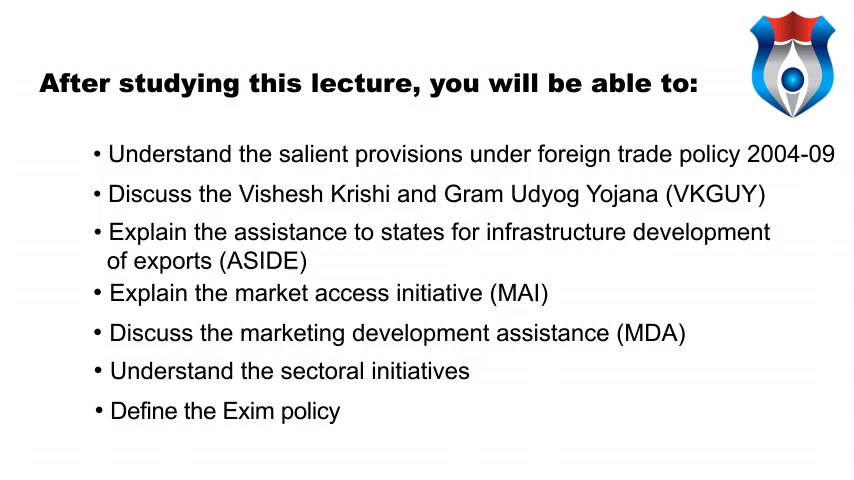 After studying this lecture, you will be able to:
• Understand the salient provisions under foreign trade policy 2004-09
• Discuss the Vishesh Krishi and Gram Udyog Yojana (VKGUY)
• Explain the assistance to states for infrastructure development
of exports (ASIDE)
• Explain the market access initiative (MAI)
• Discuss the marketing development assistance (MDA)
• Understand the sectoral initiatives
• Define the Exim policy